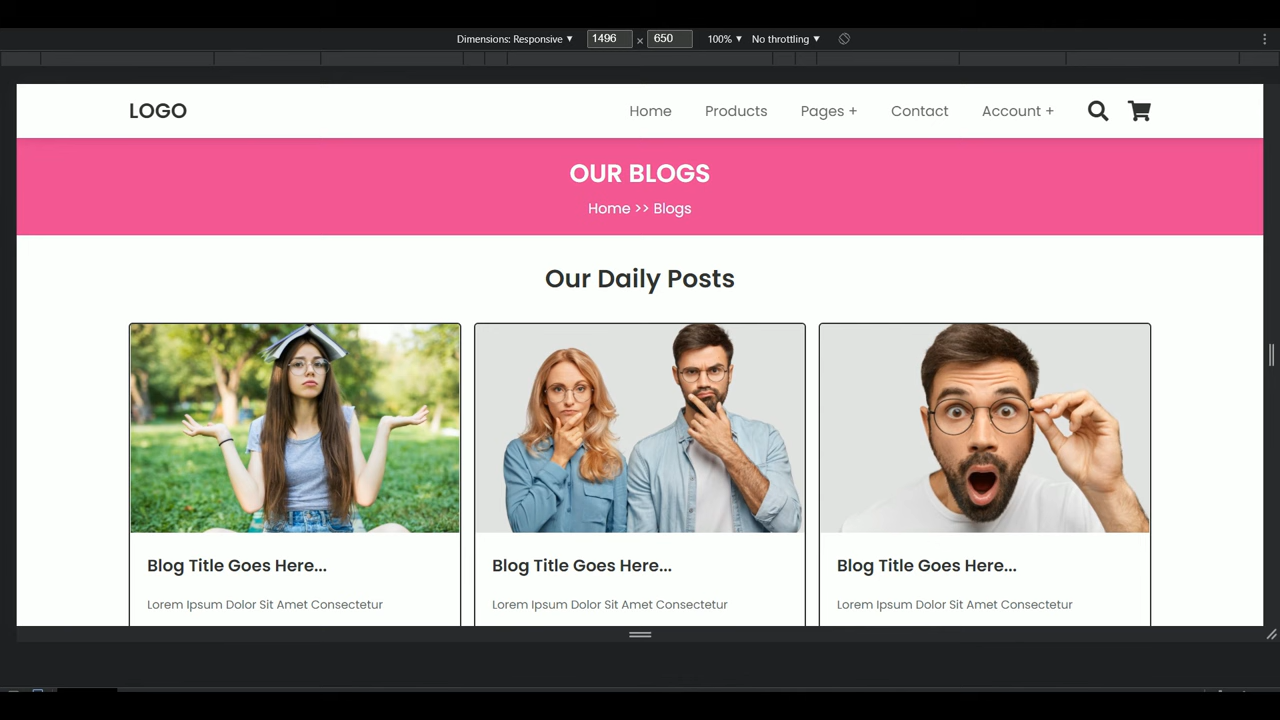 Dimensions: Responsive ▼ 1496 × 650 100% ▼ No throttling ▼
LOGO Home Products Pages + Contact Account +
OUR BLOGS
Home >> Blogs
Our Daily Posts
Blog Title Goes Here... Blog Title Goes Here... Blog Title Goes Here...
Lorem Ipsum Dolor Sit Amet Consectetur Lorem Ipsum Dolor Sit Amet Consectetur Lorem Ipsum Dolor Sit Amet Consectetur